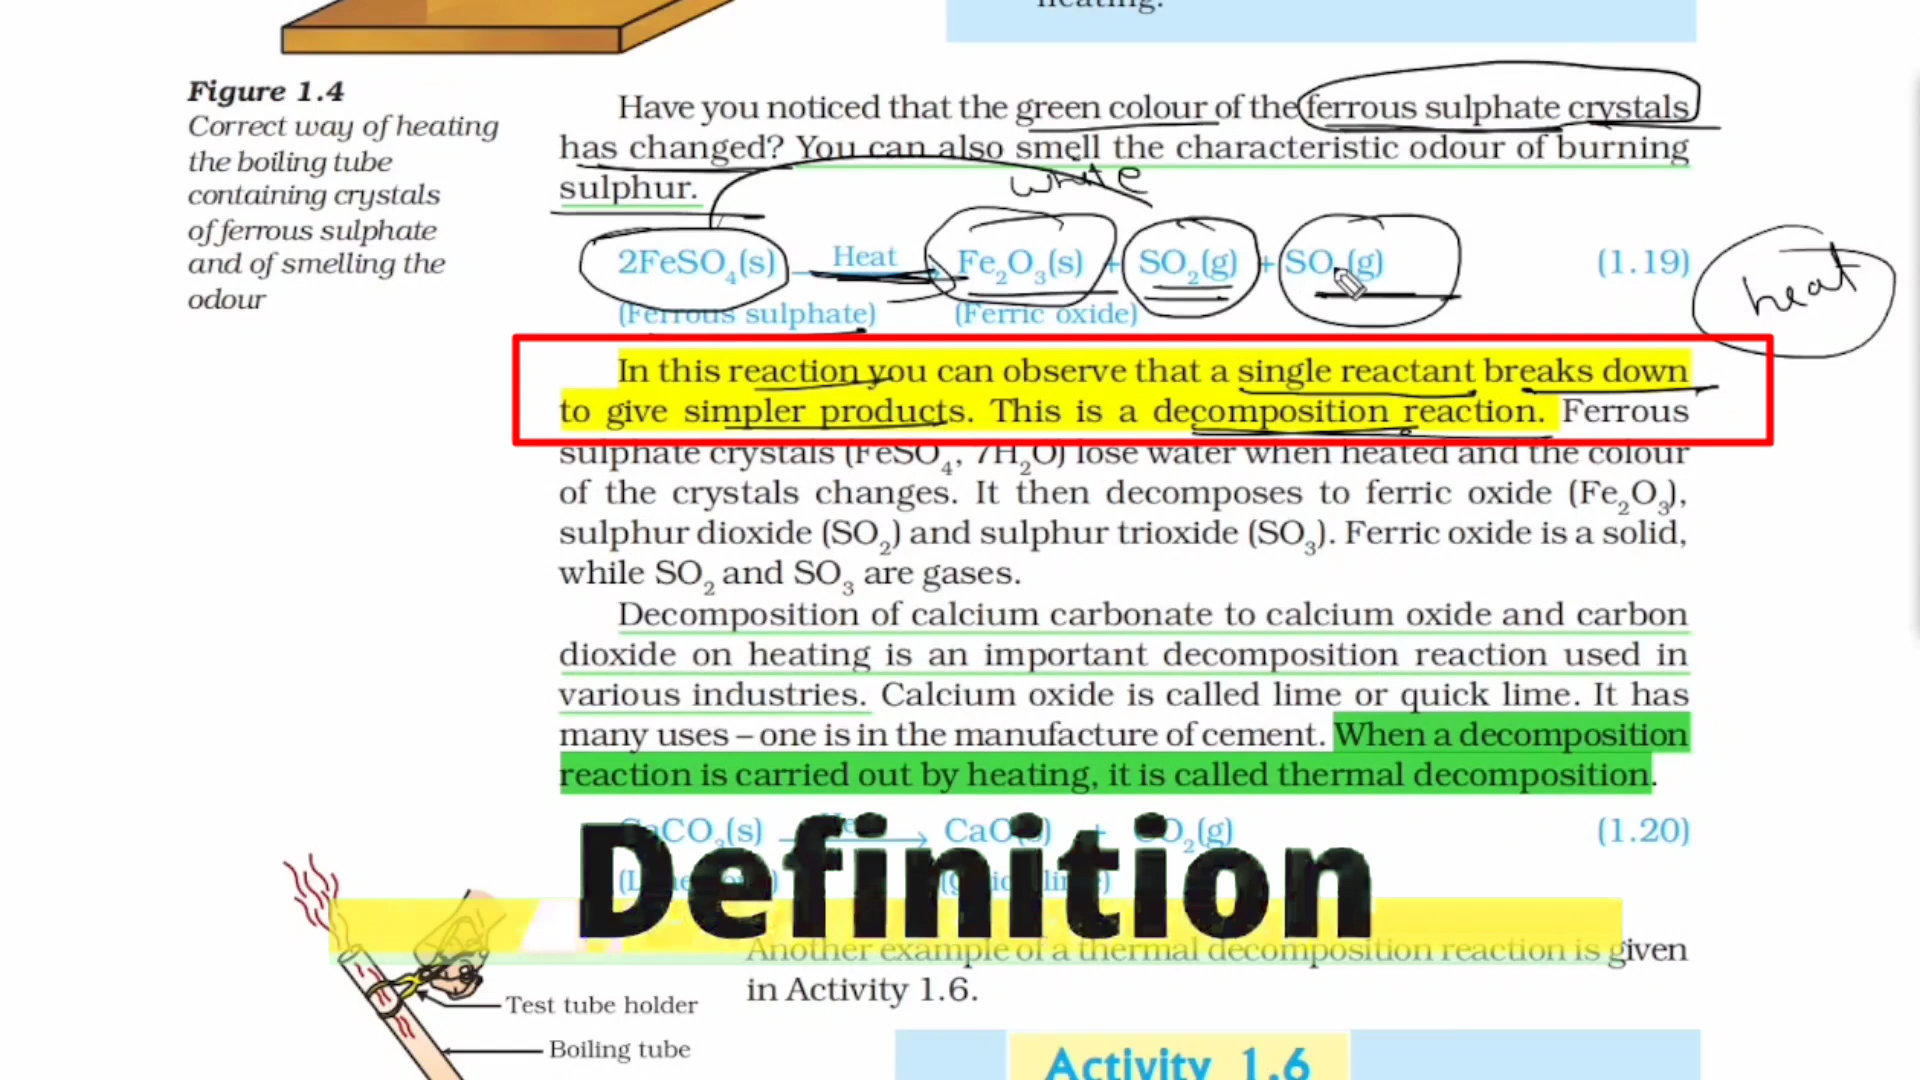 heating.
Figure 1.4
Correct way of heating
the boiling tube
containing crystals
of ferrous sulphate
and of smelling the
odour
Have you noticed that the green colour of the ferrous sulphate crystals
has changed? You can also smell the characteristic odour of burning
sulphur.
white
2FeSO₄(s) Heat Fe₂O₃(s) + SO₂(g) + SO (g) (1.19)
(Ferrous sulphate) (Ferric oxide)
heat
In this reaction you can observe that a single reactant breaks down
to give simpler products. This is a decomposition reaction. Ferrous
sulphate crystals (FeSO₄, 7H₂O) lose water when heated and the colour
of the crystals changes. It then decomposes to ferric oxide (Fe₂O₃),
sulphur dioxide (SO₂) and sulphur trioxide (SO₃). Ferric oxide is a solid,
while SO₂ and SO₃ are gases.
Decomposition of calcium carbonate to calcium oxide and carbon
dioxide on heating is an important decomposition reaction used in
various industries. Calcium oxide is called lime or quick lime. It has
many uses – one is in the manufacture of cement. When a decomposition
reaction is carried out by heating, it is called thermal decomposition.
(1.20)
Definition
Another example of a thermal decomposition reaction is given
in Activity 1.6.
Test tube holder
Boiling tube
Activity 1.6